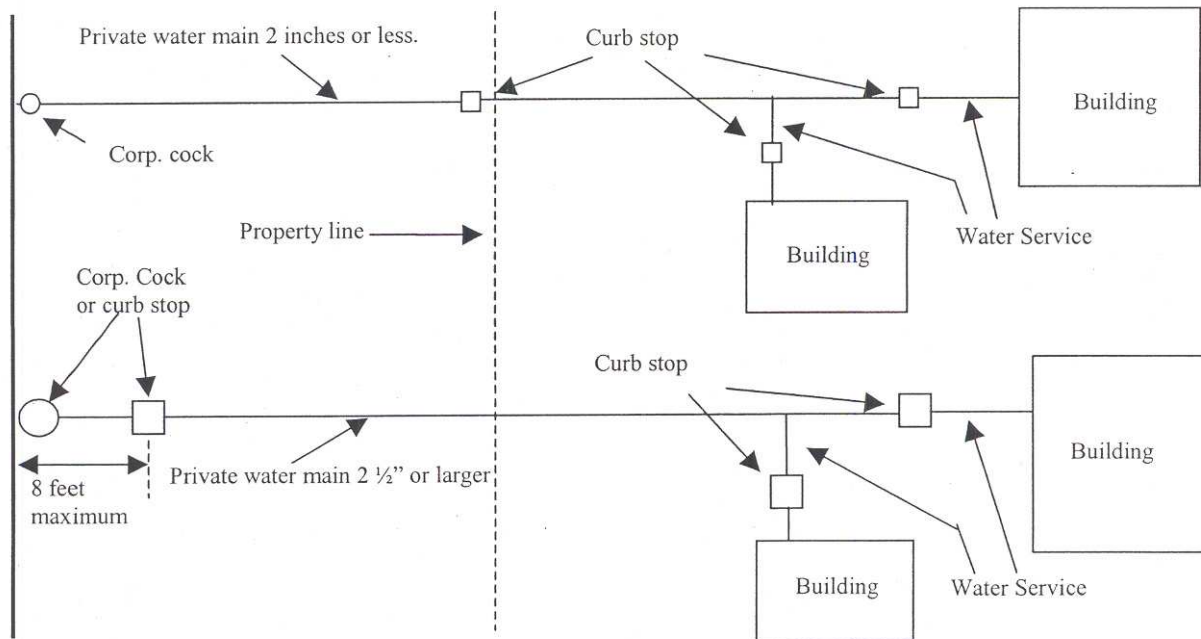 Private water main 2 inches or less.
Curb stop
Building
Corp. cock
Property line
Building
Water Service
Corp. Cock
or curb stop
Curb stop
Private water main 2 ½” or larger
Building
8 feet
maximum
Building
Water Service